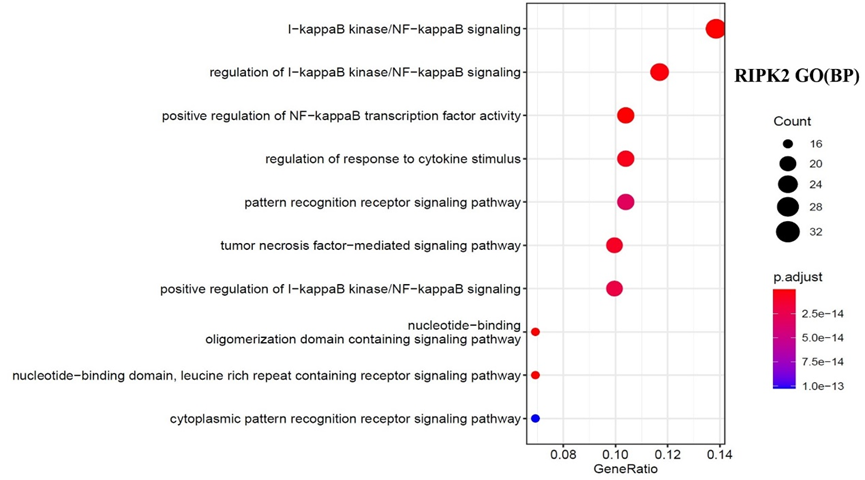 I−kappaB kinase/NF−kappaB signaling
regulation of I−kappaB kinase/NF−kappaB signaling
positive regulation of NF−kappaB transcription factor activity
regulation of response to cytokine stimulus
pattern recognition receptor signaling pathway
tumor necrosis factor−mediated signaling pathway
positive regulation of I−kappaB kinase/NF−kappaB signaling
nucleotide−binding
oligomerization domain containing signaling pathway
nucleotide−binding domain, leucine rich repeat containing receptor signaling pathway
cytoplasmic pattern recognition receptor signaling pathway
0.08 0.10 0.12 0.14
GeneRatio
RIPK2 GO(BP)
Count
16
20
24
28
32
p.adjust
2.5e−14
5.0e−14
7.5e−14
1.0e−13